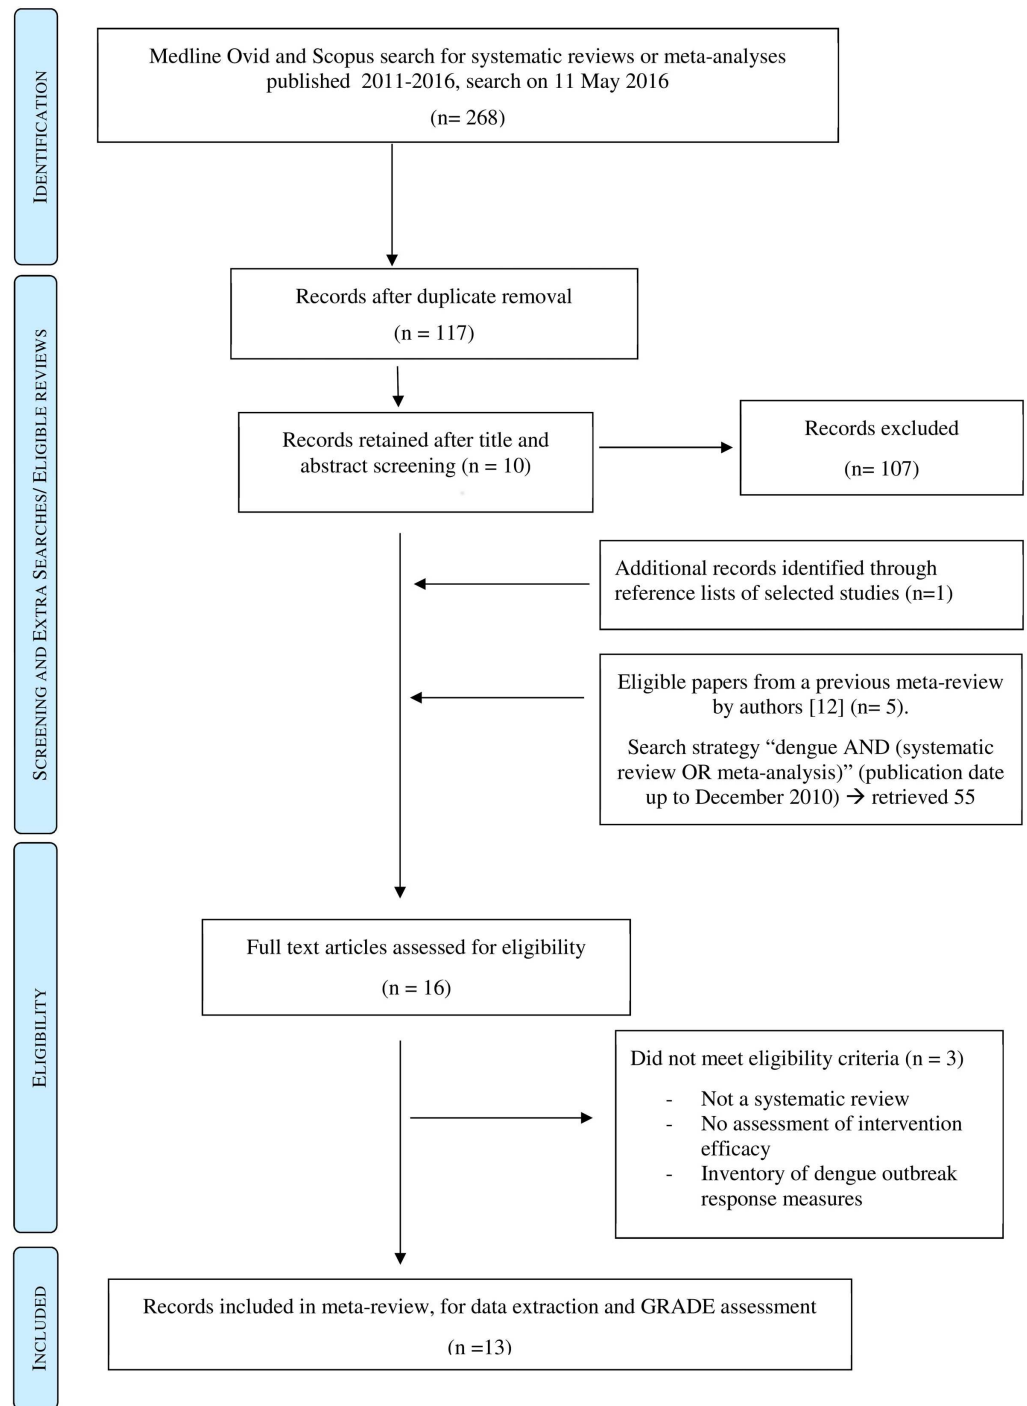 IDENTIFICATION
Medline Ovid and Scopus search for systematic reviews or meta-analyses
published 2011-2016, search on 11 May 2016
(n= 268)
SCREENING AND EXTRA SEARCHES/ ELIGIBLE REVIEWS
Records after duplicate removal
(n = 117)
Records retained after title and
abstract screening (n = 10)
Records excluded
(n= 107)
Additional records identified through
reference lists of selected studies (n=1)
Eligible papers from a previous meta-review
by authors [12] (n= 5).
Search strategy “dengue AND (systematic
review OR meta-analysis)” (publication date
up to December 2010) → retrieved 55
ELIGIBILITY
Full text articles assessed for eligibility
(n = 16)
Did not meet eligibility criteria (n = 3)
- Not a systematic review
- No assessment of intervention
efficacy
- Inventory of dengue outbreak
response measures
INCLUDED
Records included in meta-review, for data extraction and GRADE assessment
(n =13)